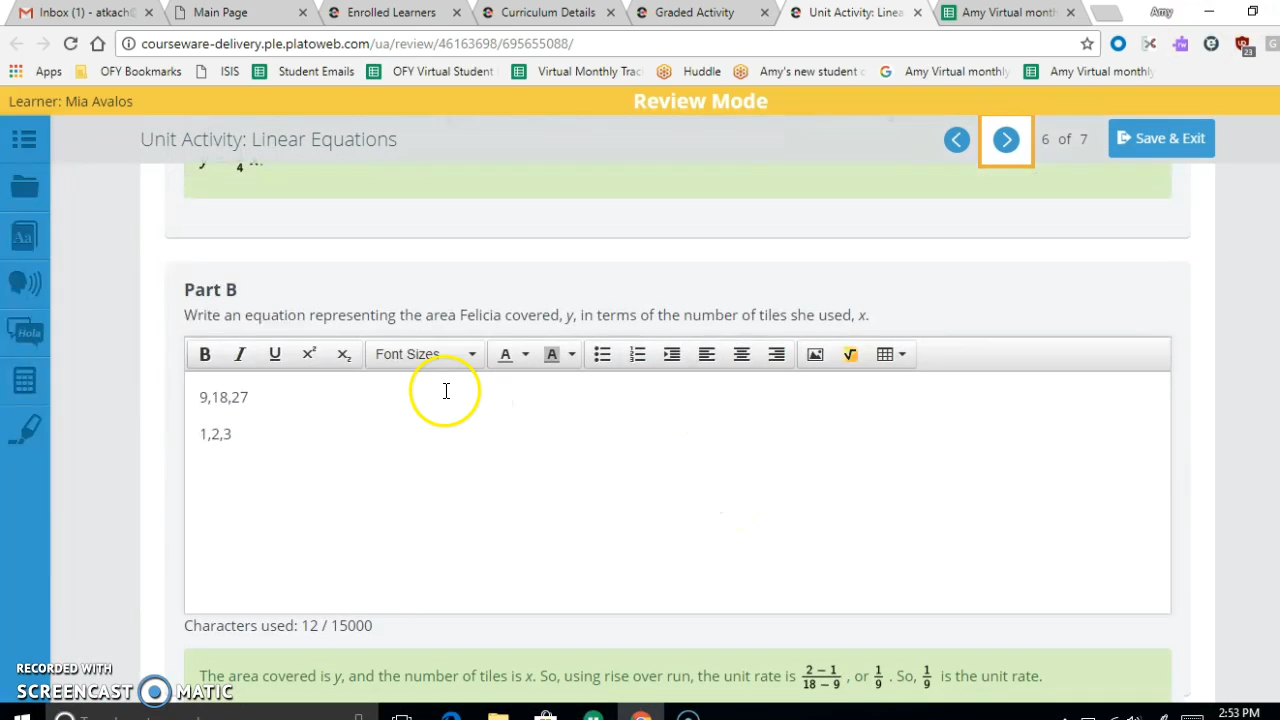 Inbox (1) - atkach
Main Page
Enrolled Learners
Curriculum Details
Graded Activity
Unit Activity: Linea
Amy Virtual month
Amy
courseware-delivery.ple.platoweb.com/ua/review/46163698/695655088/
23
G
Apps
OFY Bookmarks
ISIS
Student Emails
OFY Virtual Student
Virtual Monthly Trac
Huddle
Amy's new student c
Amy Virtual monthly
Amy Virtual monthly
Learner: Mia Avalos
Review Mode
Unit Activity: Linear Equations
6 of 7
Save & Exit
Aa
Hola
Part B
Write an equation representing the area Felicia covered, y, in terms of the number of tiles she used, x.
B I U x² x₂ Font Sizes A A
9,18,27
1,2,3
Characters used: 12 / 15000
The area covered is y, and the number of tiles is x. So, using rise over run, the unit rate is (2 − 1)/(18 − 9), or 1/9. So, 1/9 is the unit rate.
RECORDED WITH
SCREENCAST MATIC
2:53 PM